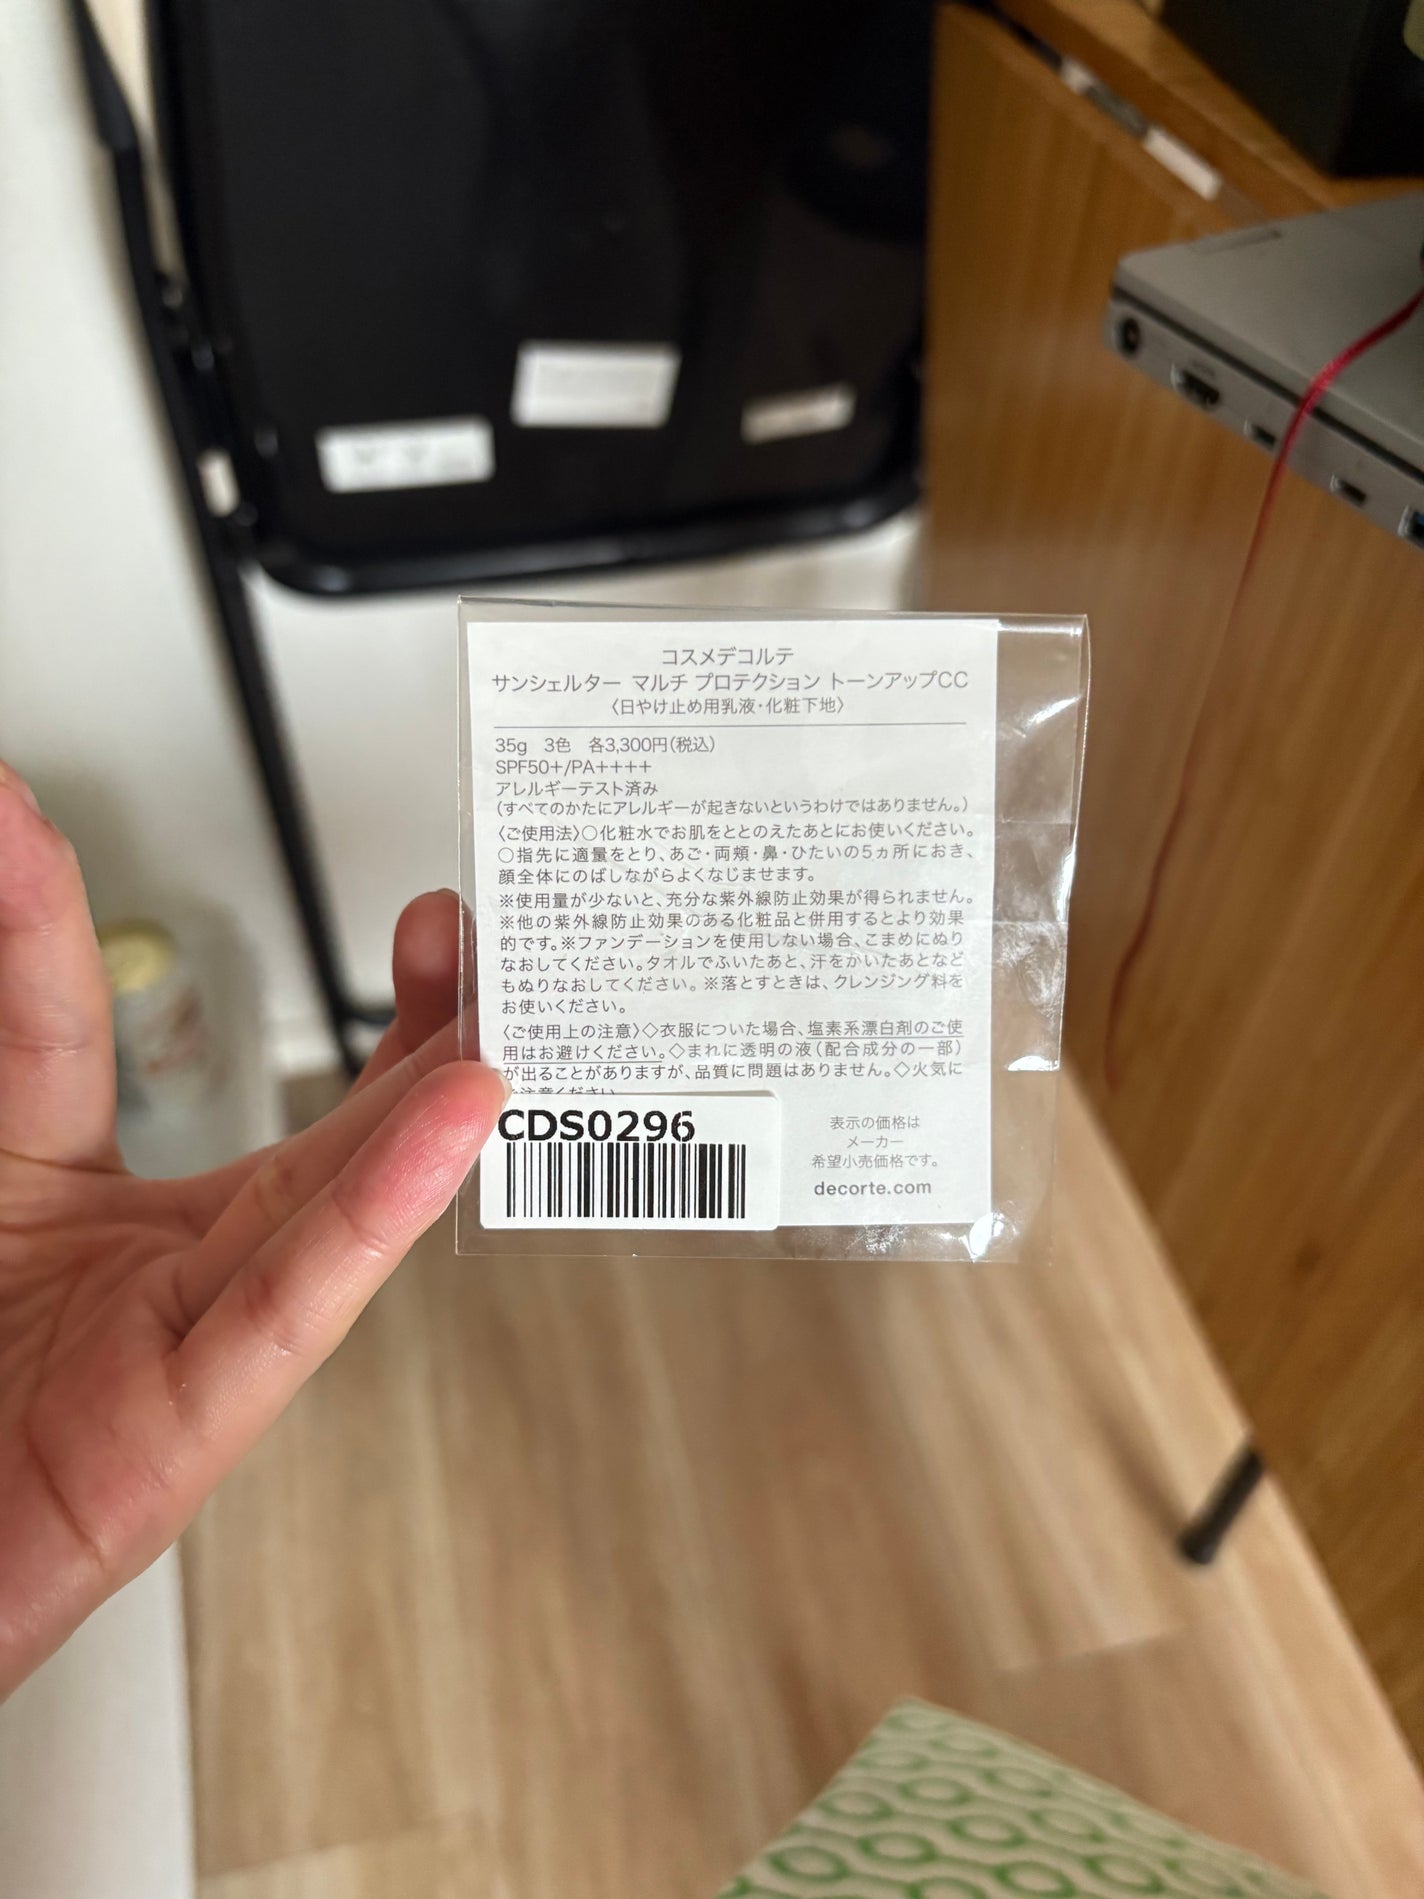 コスメデコルテ
サンシェルター マルチ プロテクション トーンアップCC
〈日やけ止め用乳液・化粧下地〉
35g 3色 各3,300円(税込)
SPF50+/PA++++
アレルギーテスト済み
(すべてのかたにアレルギーが起きないというわけではありません。)
〈ご使用法〉○化粧水でお肌をととのえたあとにお使いください。
○指先に適量をとり、あご・両頰・鼻・ひたいの5ヵ所におき、
顔全体にのばしながらよくなじませます。
※使用量が少ないと、充分な紫外線防止効果が得られません。
※他の紫外線防止効果のある化粧品と併用するとより効果
的です。※ファンデーションを使用しない場合、こまめにぬり
なおしてください。タオルでふいたあと、汗をかいたあとなど
もぬりなおしてください。※落とすときは、クレンジング料を
お使いください。
〈ご使用上の注意〉◇衣服についた場合、塩素系漂白剤のご使
用はお避けください。◇まれに透明の液(配合成分の一部)
が出ることがありますが、品質に問題はありません。◇火気に
ご注意ください
CDS0296
表示の価格は
メーカー
希望小売価格です。
decorte.com